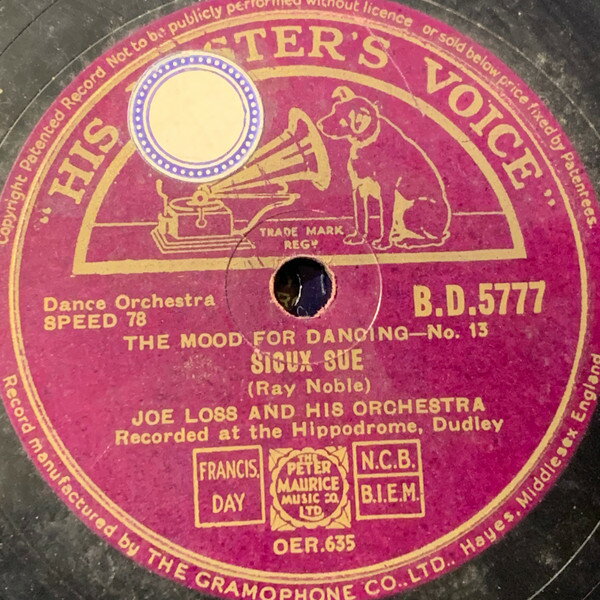 Copyright Patented Record Not to be publicly performed without licence or sold below price fixed by Patentees.
"HIS MASTER'S VOICE"
TRADE MARK
REGD
Dance Orchestra
SPEED 78
B.D.5777
THE MOOD FOR DANCING—No. 13
SIOUX SUE
(Ray Noble)
JOE LOSS AND HIS ORCHESTRA
Recorded at the Hippodrome, Dudley
FRANCIS,
DAY
THE
PETER
MAURICE
MUSIC CO.
LTD
N.C.B.
B.I.E.M.
OER.635
Record manufactured by THE GRAMOPHONE CO.,LTD., Hayes, Middlesex, England